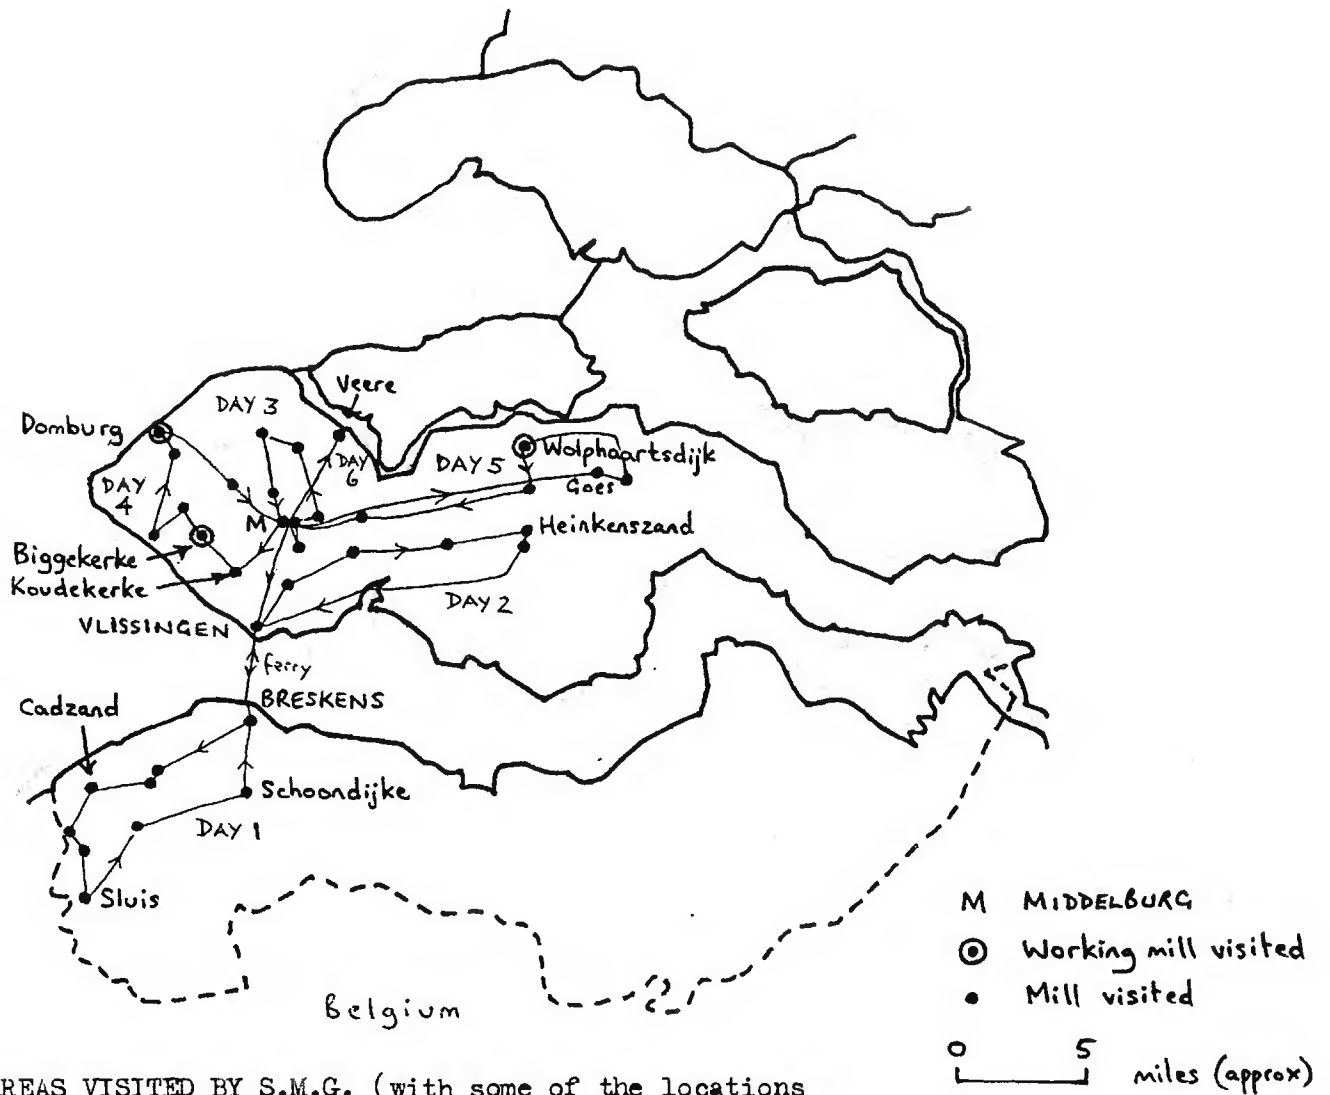 Veere
DAY 3
Domburg
DAY 6
DAY 5
Wolphaartsdijk
DAY 4
Goes
M
Heinkenszand
Biggekerke
Koudekerke
DAY 2
VLISSINGEN
ferry
BRESKENS
Cadzand
Schoondijke
DAY 1
Sluis
M MIDDELBURG
Working mill visited
Mill visited
Belgium
0 5
miles (approx)
REAS VISITED BY S.M.G. (with some of the locations